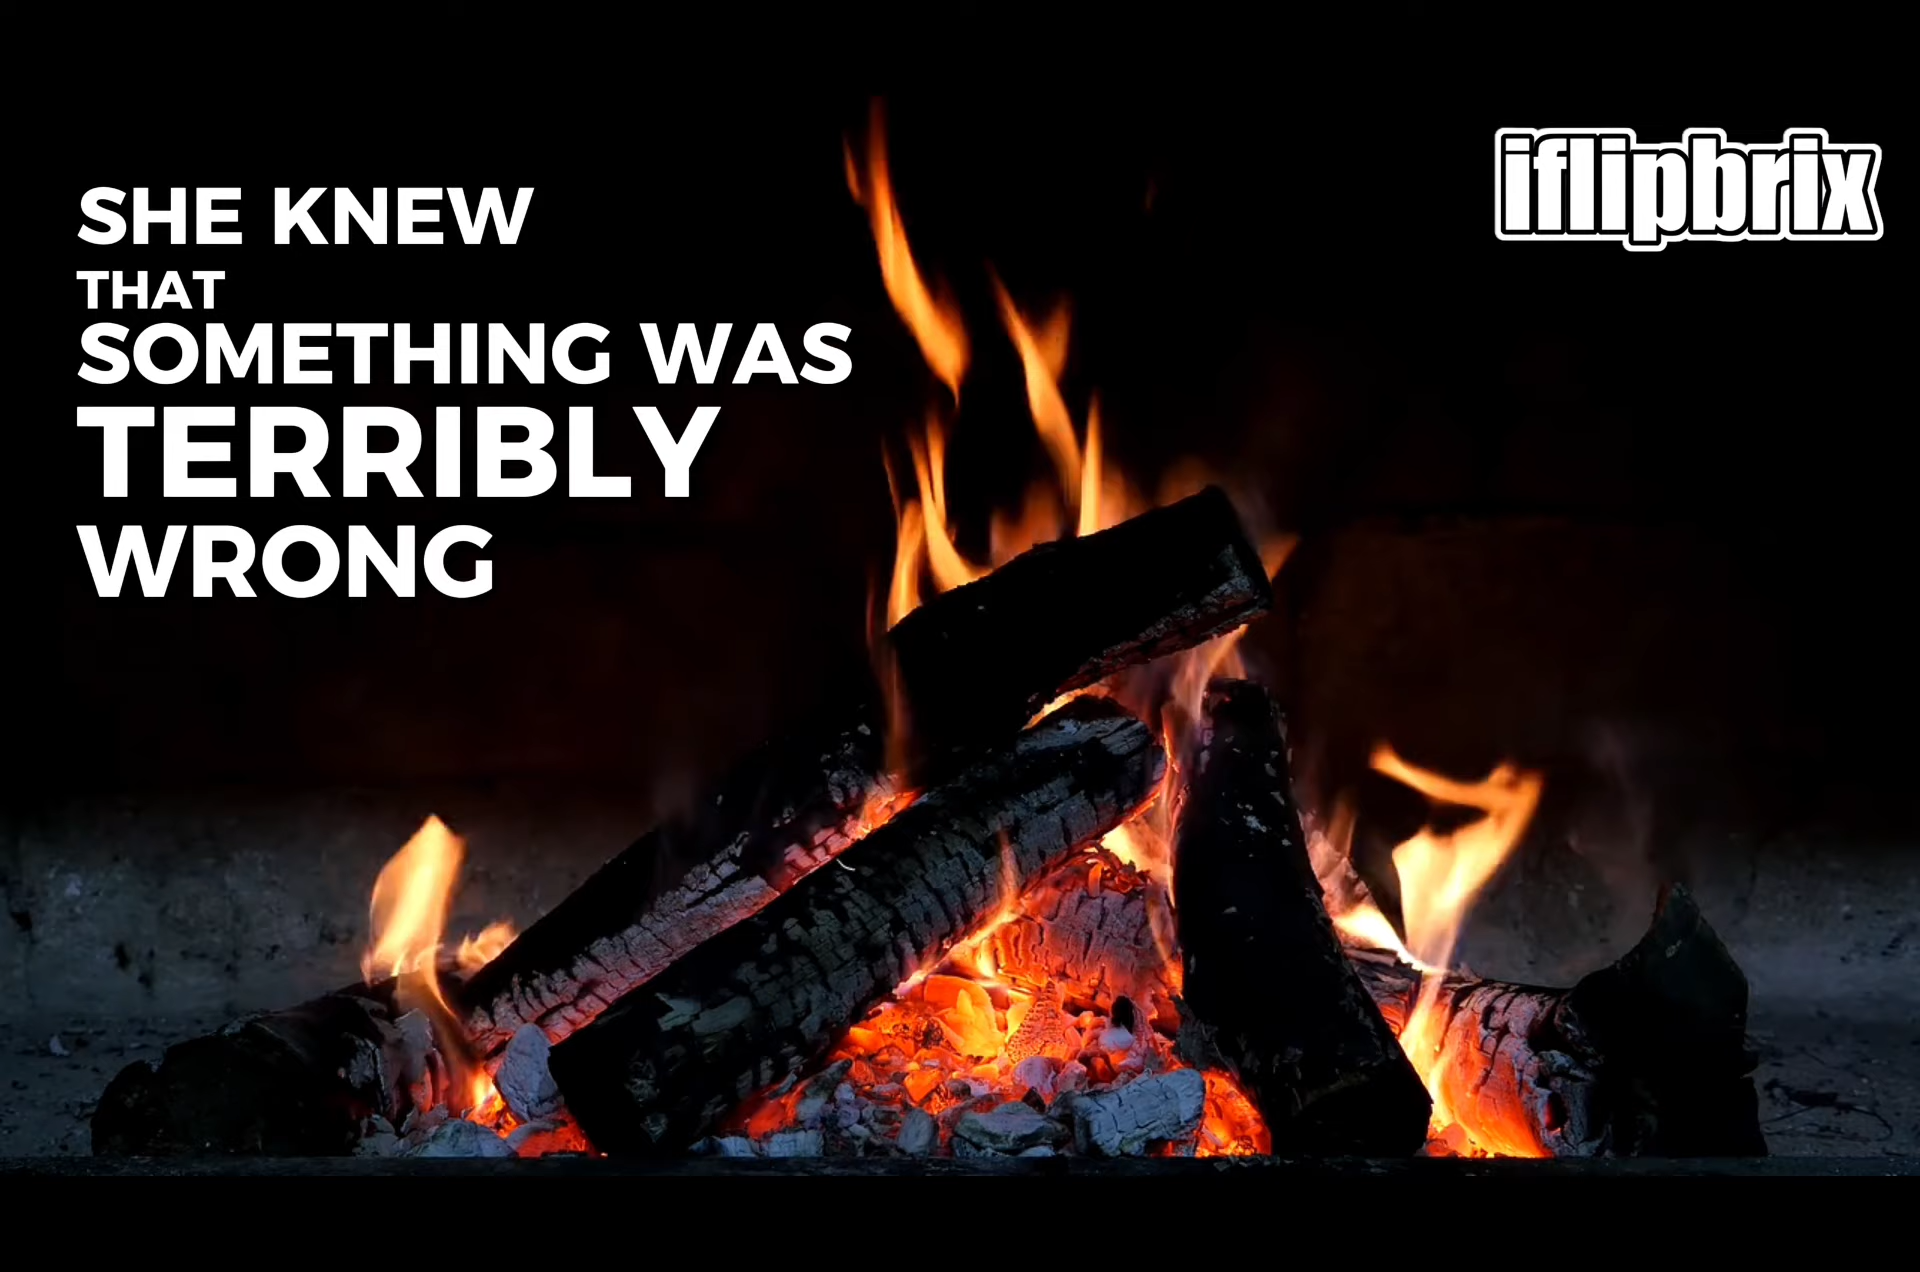 SHE KNEW
THAT
SOMETHING WAS
TERRIBLY
WRONG
iflipbrix